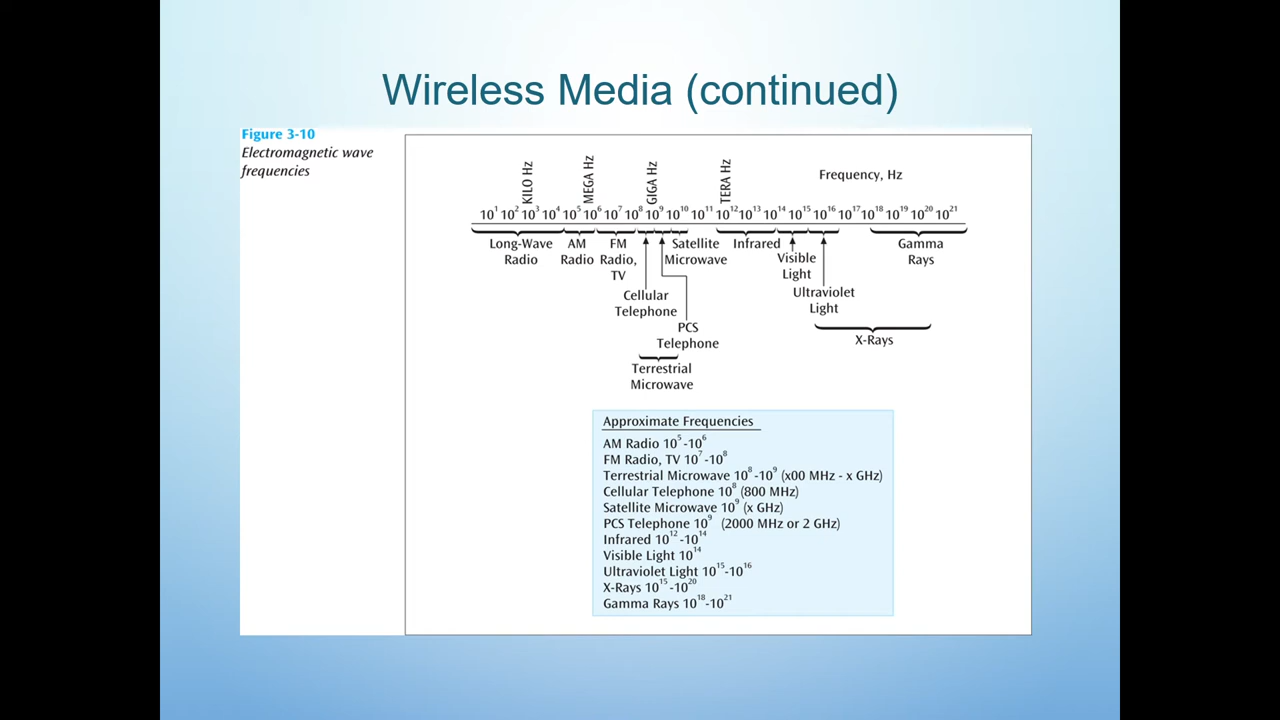 Wireless Media (continued)
Figure 3-10
Electromagnetic wave
frequencies
KILO Hz
MEGA Hz
GIGA Hz
TERA Hz
Frequency, Hz
10¹ 10² 10³ 10⁴ 10⁵ 10⁶ 10⁷ 10⁸ 10⁹ 10¹⁰ 10¹¹ 10¹² 10¹³ 10¹⁴ 10¹⁵ 10¹⁶ 10¹⁷ 10¹⁸ 10¹⁹ 10²⁰ 10²¹
Long-Wave
Radio
AM
Radio
FM
Radio,
TV
Satellite
Microwave
Infrared
Visible
Light
Gamma
Rays
Cellular
Telephone
Ultraviolet
Light
PCS
Telephone
X-Rays
Terrestrial
Microwave
Approximate Frequencies
AM Radio 10⁵-10⁶
FM Radio, TV 10⁷-10⁸
Terrestrial Microwave 10⁸-10⁹ (x00 MHz - x GHz)
Cellular Telephone 10⁸ (800 MHz)
Satellite Microwave 10⁹ (x GHz)
PCS Telephone 10⁹ (2000 MHz or 2 GHz)
Infrared 10¹²-10¹⁴
Visible Light 10¹⁴
Ultraviolet Light 10¹⁵-10¹⁶
X-Rays 10¹⁵-10²⁰
Gamma Rays 10¹⁸-10²¹